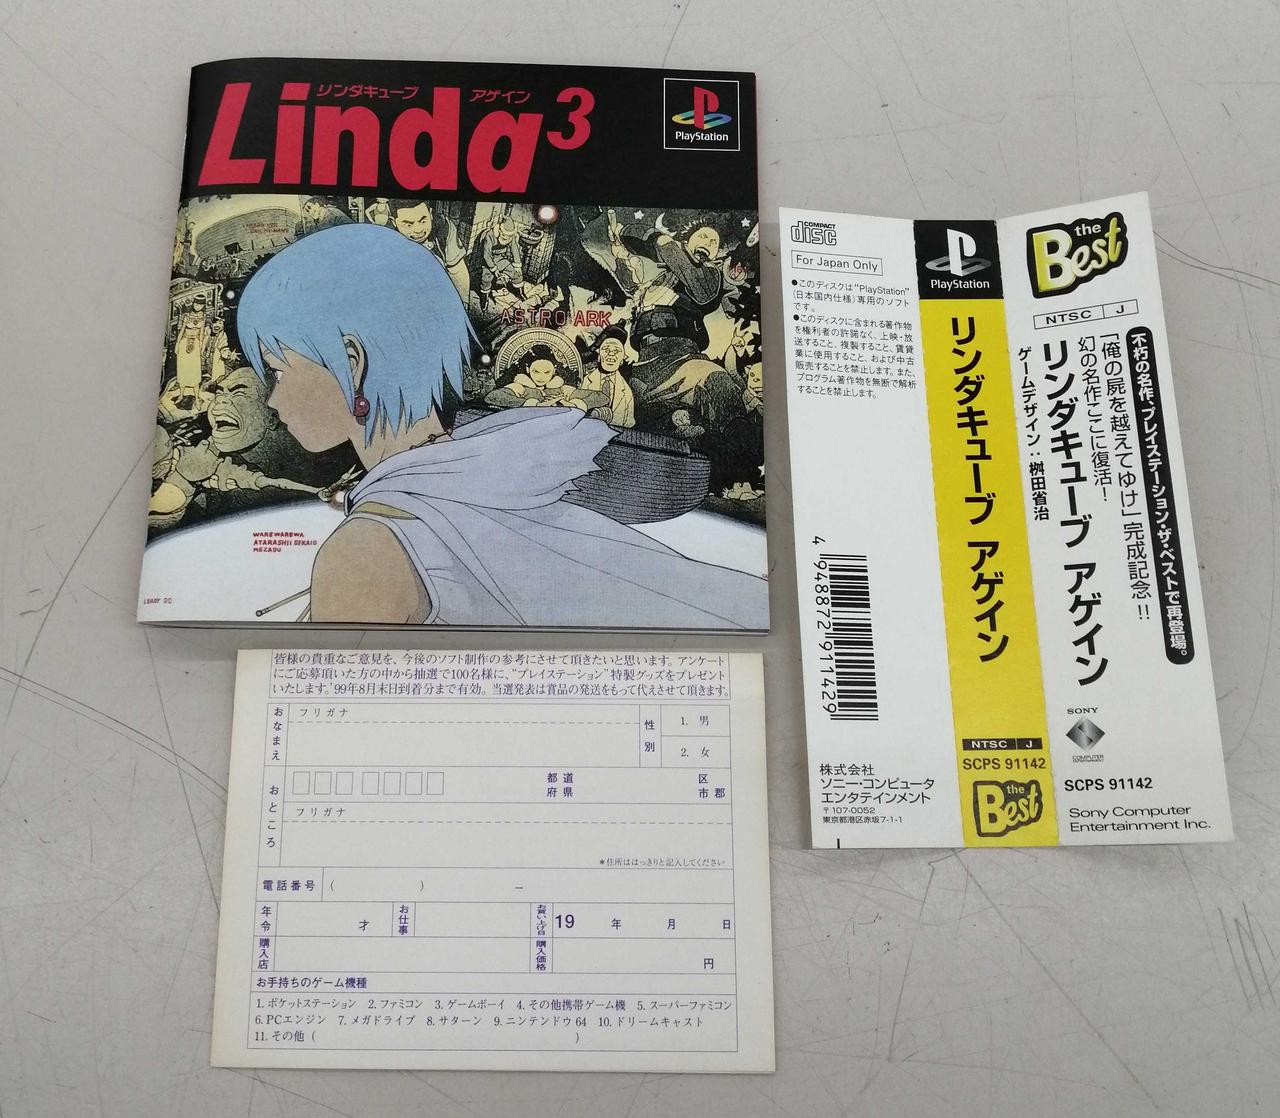 リンダキューブ アゲイン
Linda3
PlayStation
ASTRO ARK
WAREWAREWA
ATARASHII SEKAIO
MEZASU
皆様の貴重なご意見を、今後のソフト制作の参考にさせて頂きたいと思います。アンケート
にご応募頂いた方の中から抽選で100名様に、“プレイステーション”特製グッズをプレゼント
いたします。'99年8月末日到着分まで有効。当選発表は賞品の発送をもって代えさせて頂きます。
おなまえ
フリガナ
性別
1. 男
2. 女
おところ
都道
府県
区
市郡
フリガナ
*住所ははっきりと記入してください
電話番号 ( ) −
年令
才
お仕事
お買い上げ日
19 年 月 日
購入店
購入価格
円
お手持ちのゲーム機種
1. ポケットステーション 2. ファミコン 3. ゲームボーイ 4. その他携帯ゲーム機 5. スーパーファミコン
6. PCエンジン 7. メガドライブ 8. サターン 9. ニンテンドウ64 10. ドリームキャスト
11. その他 ( )
COMPACT
disc
For Japan Only
●このディスクは“PlayStation”
(日本国内仕様)専用のソフト
です。
●このディスクに含まれる著作物
を権利者の許諾なく、上映・放
送すること、複製すること、賃貸
業に使用すること、および中古
販売することを禁止します。また、
プログラム著作物を無断で解析
することを禁止します。
4 948872 911429
株式会社
ソニー・コンピュータ
エンタテインメント
〒107-0052
東京都港区赤坂7-1-1
PlayStation
リンダキューブ アゲイン
NTSC J
SCPS 91142
the Best
the Best
NTSC J
不朽の名作、プレイステーション・ザ・ベストで再登場。
「俺の屍を越えてゆけ」完成記念!!
幻の名作ここに復活!
リンダキューブ アゲイン
ゲームデザイン:桝田省治
SONY
COMPUTER
ENTERTAINMENT
SCPS 91142
Sony Computer
Entertainment Inc.